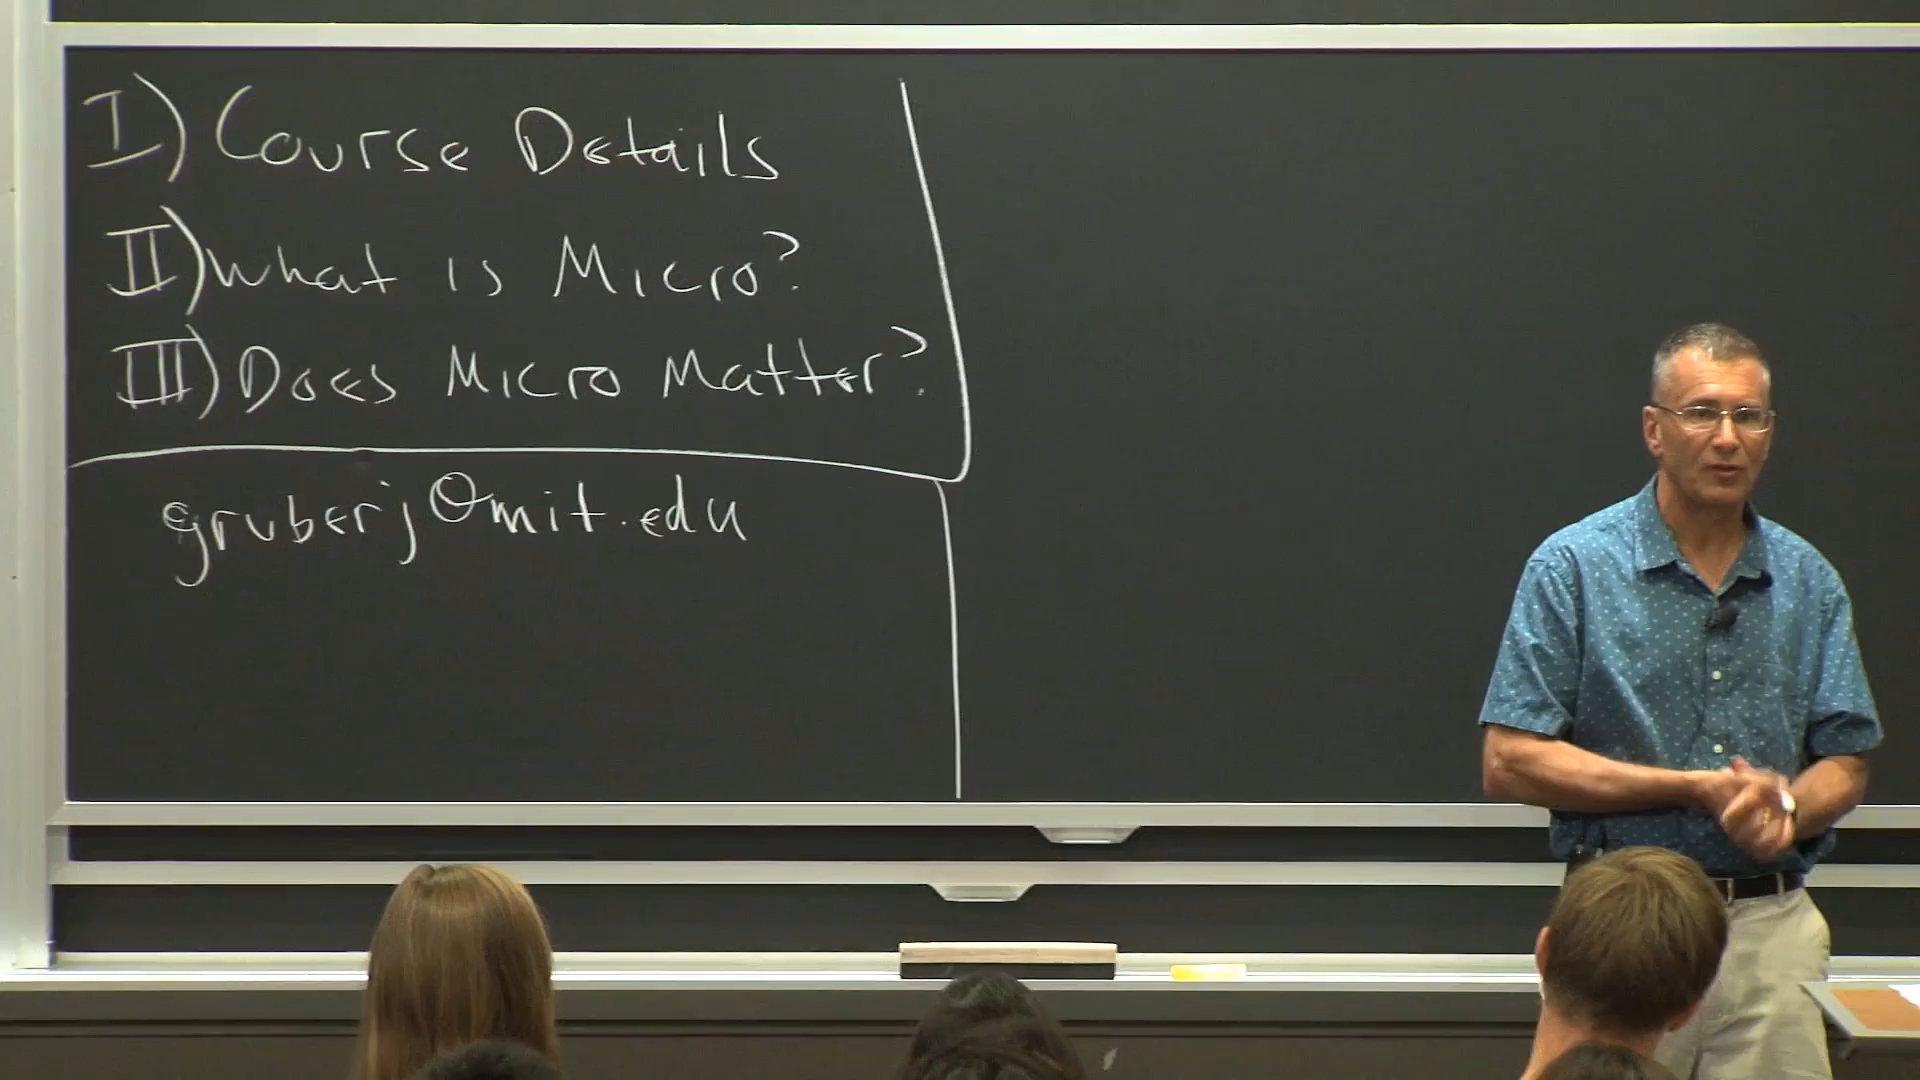 I) Course Details
II) What is Micro?
III) Does Micro Matter?
gruberj@mit.edu